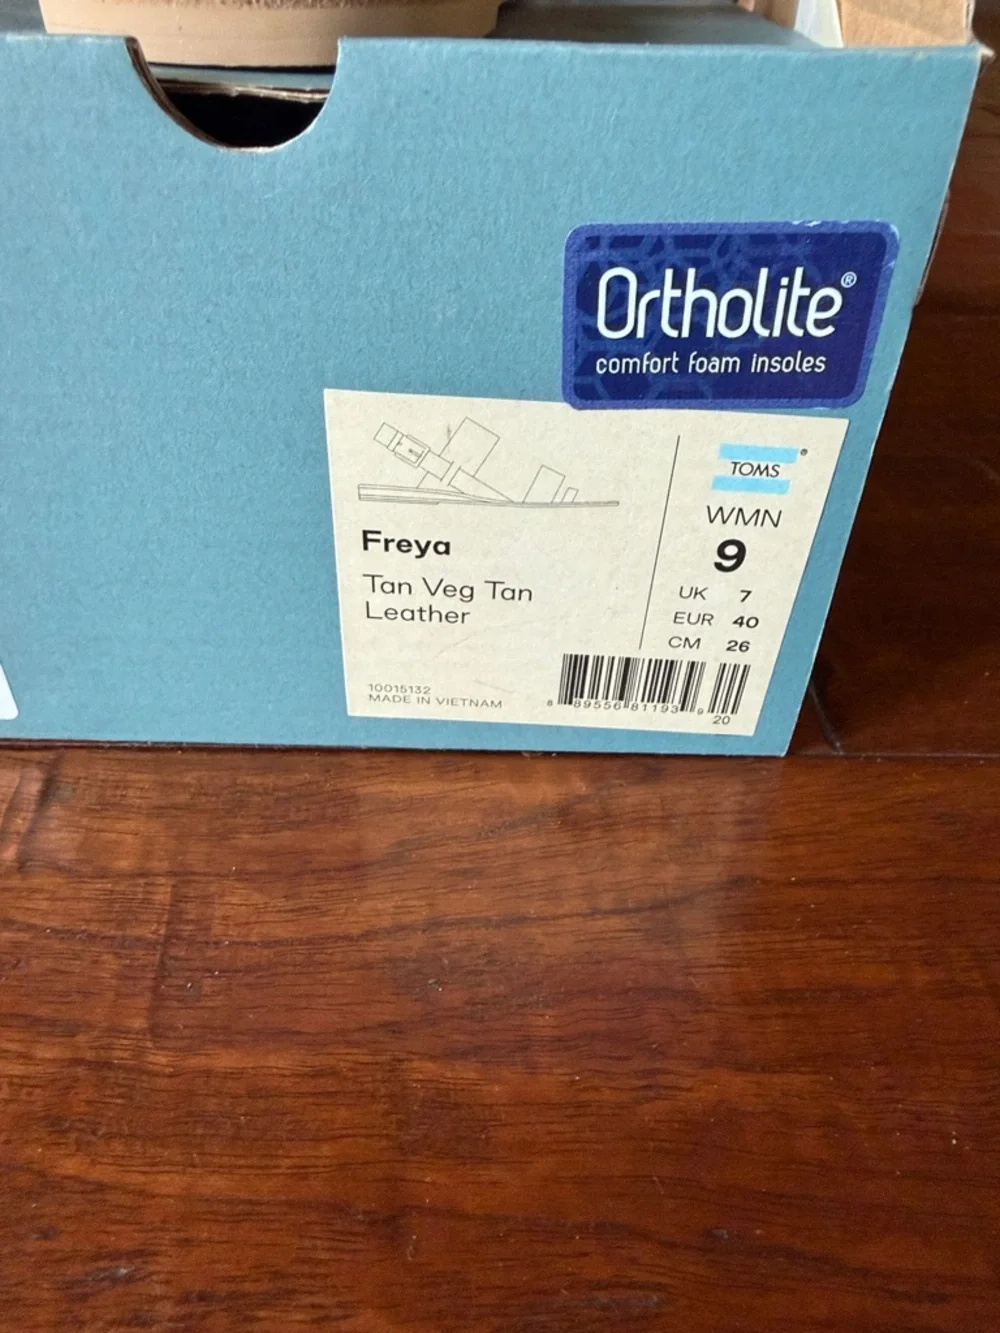 Ortholite®
comfort foam insoles
TOMS®
WMN
9
UK 7
EUR 40
CM 26
Freya
Tan Veg Tan
Leather
10015132
MADE IN VIETNAM
8 89556 81193 9
20